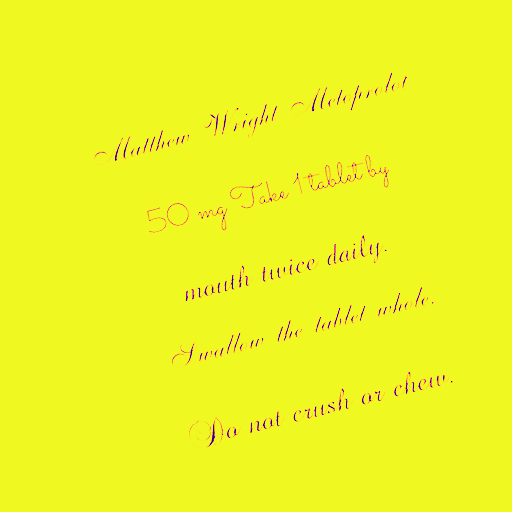 Matthew Wright Metoprolol
50 mg Take 1 tablet by
mouth twice daily.
Swallow the tablet whole.
Do not crush or chew.